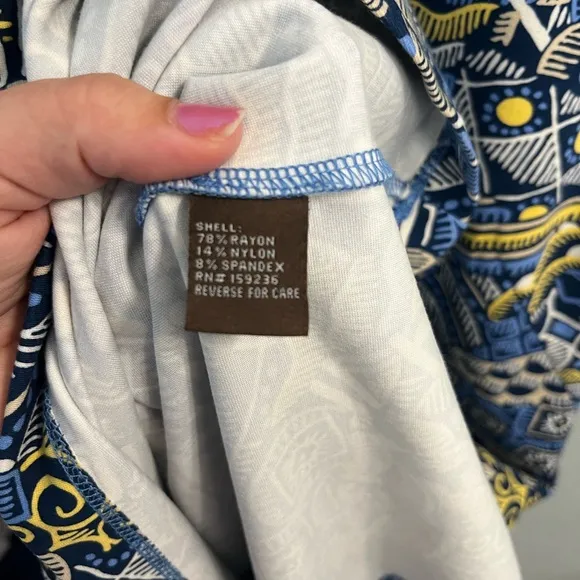 SHELL:
78% RAYON
14% NYLON
8% SPANDEX
RN# 159236
REVERSE FOR CARE